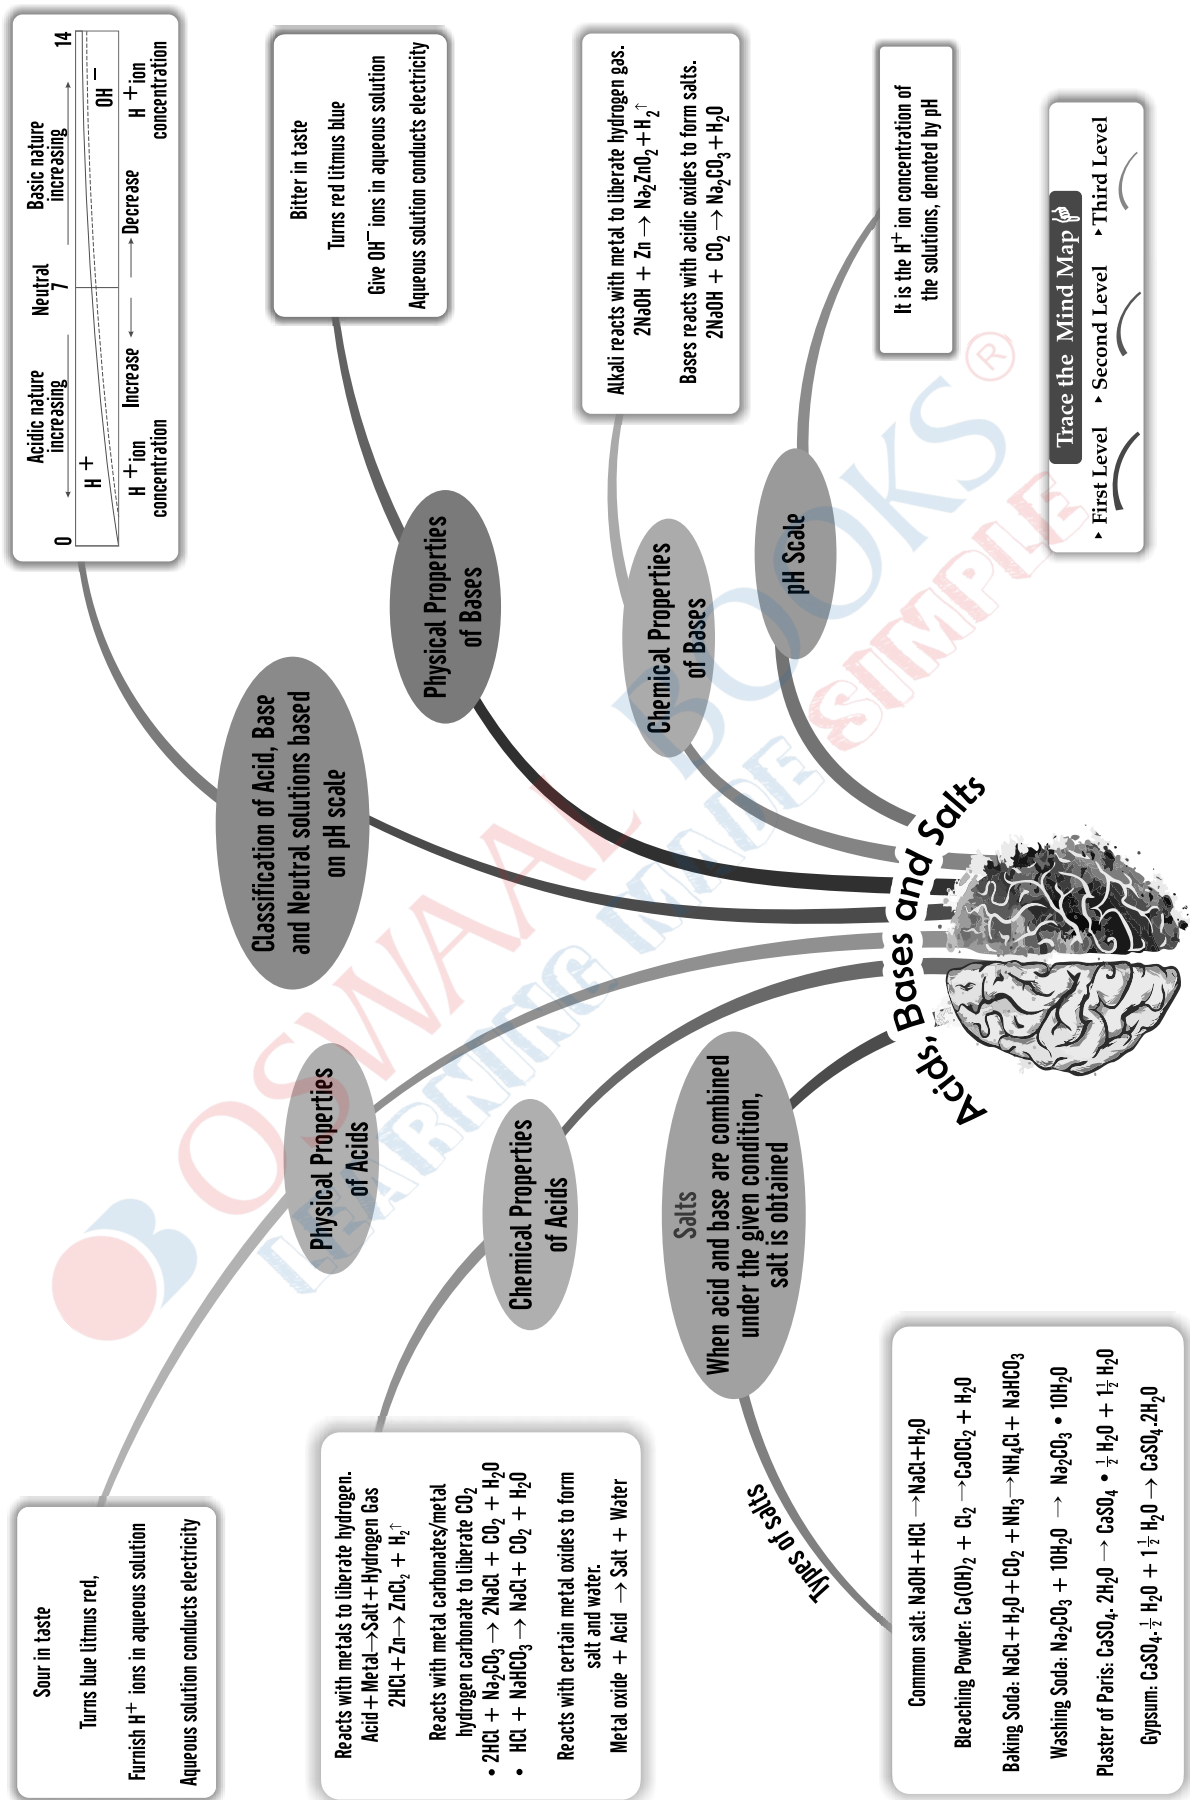 Acids, Bases and Salts
Physical Properties
of Acids
Sour in taste
Turns blue litmus red,
Furnish H⁺ ions in aqueous solution
Aqueous solution conducts electricity
Chemical Properties
of Acids
Reacts with metals to liberate hydrogen.
Acid + Metal → Salt + Hydrogen Gas
2HCl + Zn → ZnCl₂ + H₂↑
Reacts with metal carbonates/metal
hydrogen carbonate to liberate CO₂
• 2HCl + Na₂CO₃ → 2NaCl + CO₂ + H₂O
• HCl + NaHCO₃ → NaCl + CO₂ + H₂O
Reacts with certain metal oxides to form
salt and water.
Metal oxide + Acid → Salt + Water
Salts
When acid and base are combined
under the given condition,
salt is obtained
Types of salts
Common salt: NaOH + HCl → NaCl + H₂O
Bleaching Powder: Ca(OH)₂ + Cl₂ → CaOCl₂ + H₂O
Baking Soda: NaCl + H₂O + CO₂ + NH₃ → NH₄Cl + NaHCO₃
Washing Soda: Na₂CO₃ + 10H₂O → Na₂CO₃ • 10H₂O
Plaster of Paris: CaSO₄. 2H₂O → CaSO₄ • ½ H₂O + 1½ H₂O
Gypsum: CaSO₄. ½ H₂O + 1½ H₂O → CaSO₄.2H₂O
Classification of Acid, Base
and Neutral solutions based
on pH scale
Acidic nature
increasing
Neutral
Basic nature
increasing
0
7
14
H⁺
OH⁻
H⁺ ion
concentration
Increase
Decrease
H⁺ ion
concentration
Physical Properties
of Bases
Bitter in taste
Turns red litmus blue
Give OH⁻ ions in aqueous solution
Aqueous solution conducts electricity
Chemical Properties
of Bases
Alkali reacts with metal to liberate hydrogen gas.
2NaOH + Zn → Na₂ZnO₂ + H₂↑
Bases reacts with acidic oxides to form salts.
2NaOH + CO₂ → Na₂CO₃ + H₂O
pH Scale
It is the H⁺ ion concentration of
the solutions, denoted by pH
Trace the Mind Map
First Level
Second Level
Third Level
OSWAAL BOOKS ®
LEARNING MADE SIMPLE